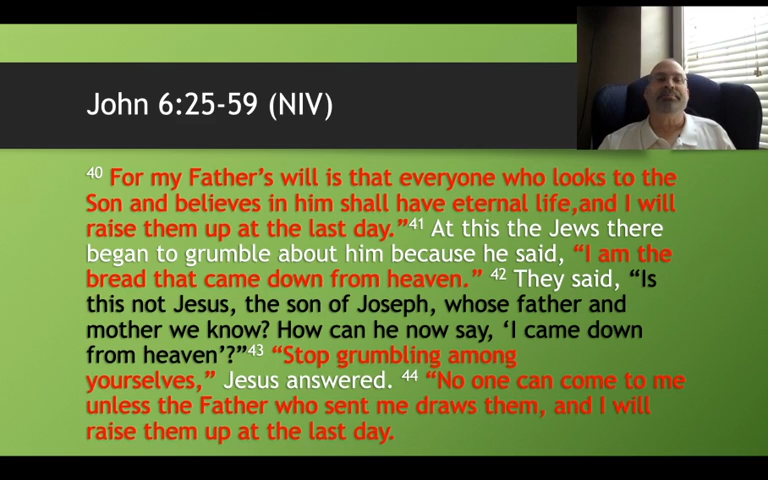 John 6:25-59 (NIV)
40 For my Father's will is that everyone who looks to the
Son and believes in him shall have eternal life,and I will
raise them up at the last day.”41 At this the Jews there
began to grumble about him because he said, “I am the
bread that came down from heaven.” 42 They said, “Is
this not Jesus, the son of Joseph, whose father and
mother we know? How can he now say, ‘I came down
from heaven’?”43 “Stop grumbling among
yourselves,” Jesus answered. 44 “No one can come to me
unless the Father who sent me draws them, and I will
raise them up at the last day.